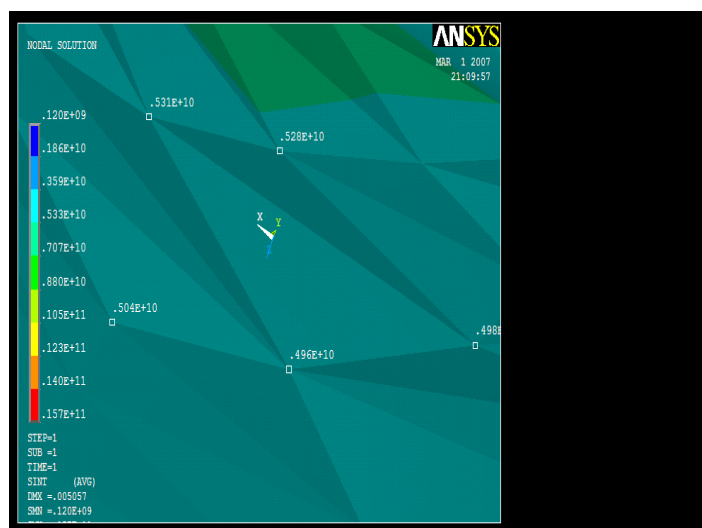 NODAL SOLUTION
ANSYS
MAR 1 2007
21:09:57
.531E+10
.528E+10
.120E+09
.186E+10
.359E+10
.533E+10
.707E+10
.880E+10
.105E+11
.123E+11
.140E+11
.157E+11
X
Y
.504E+10
.498E
.496E+10
STEP=1
SUB =1
TIME=1
SINT (AVG)
DMX =.005057
SMN =.120E+09